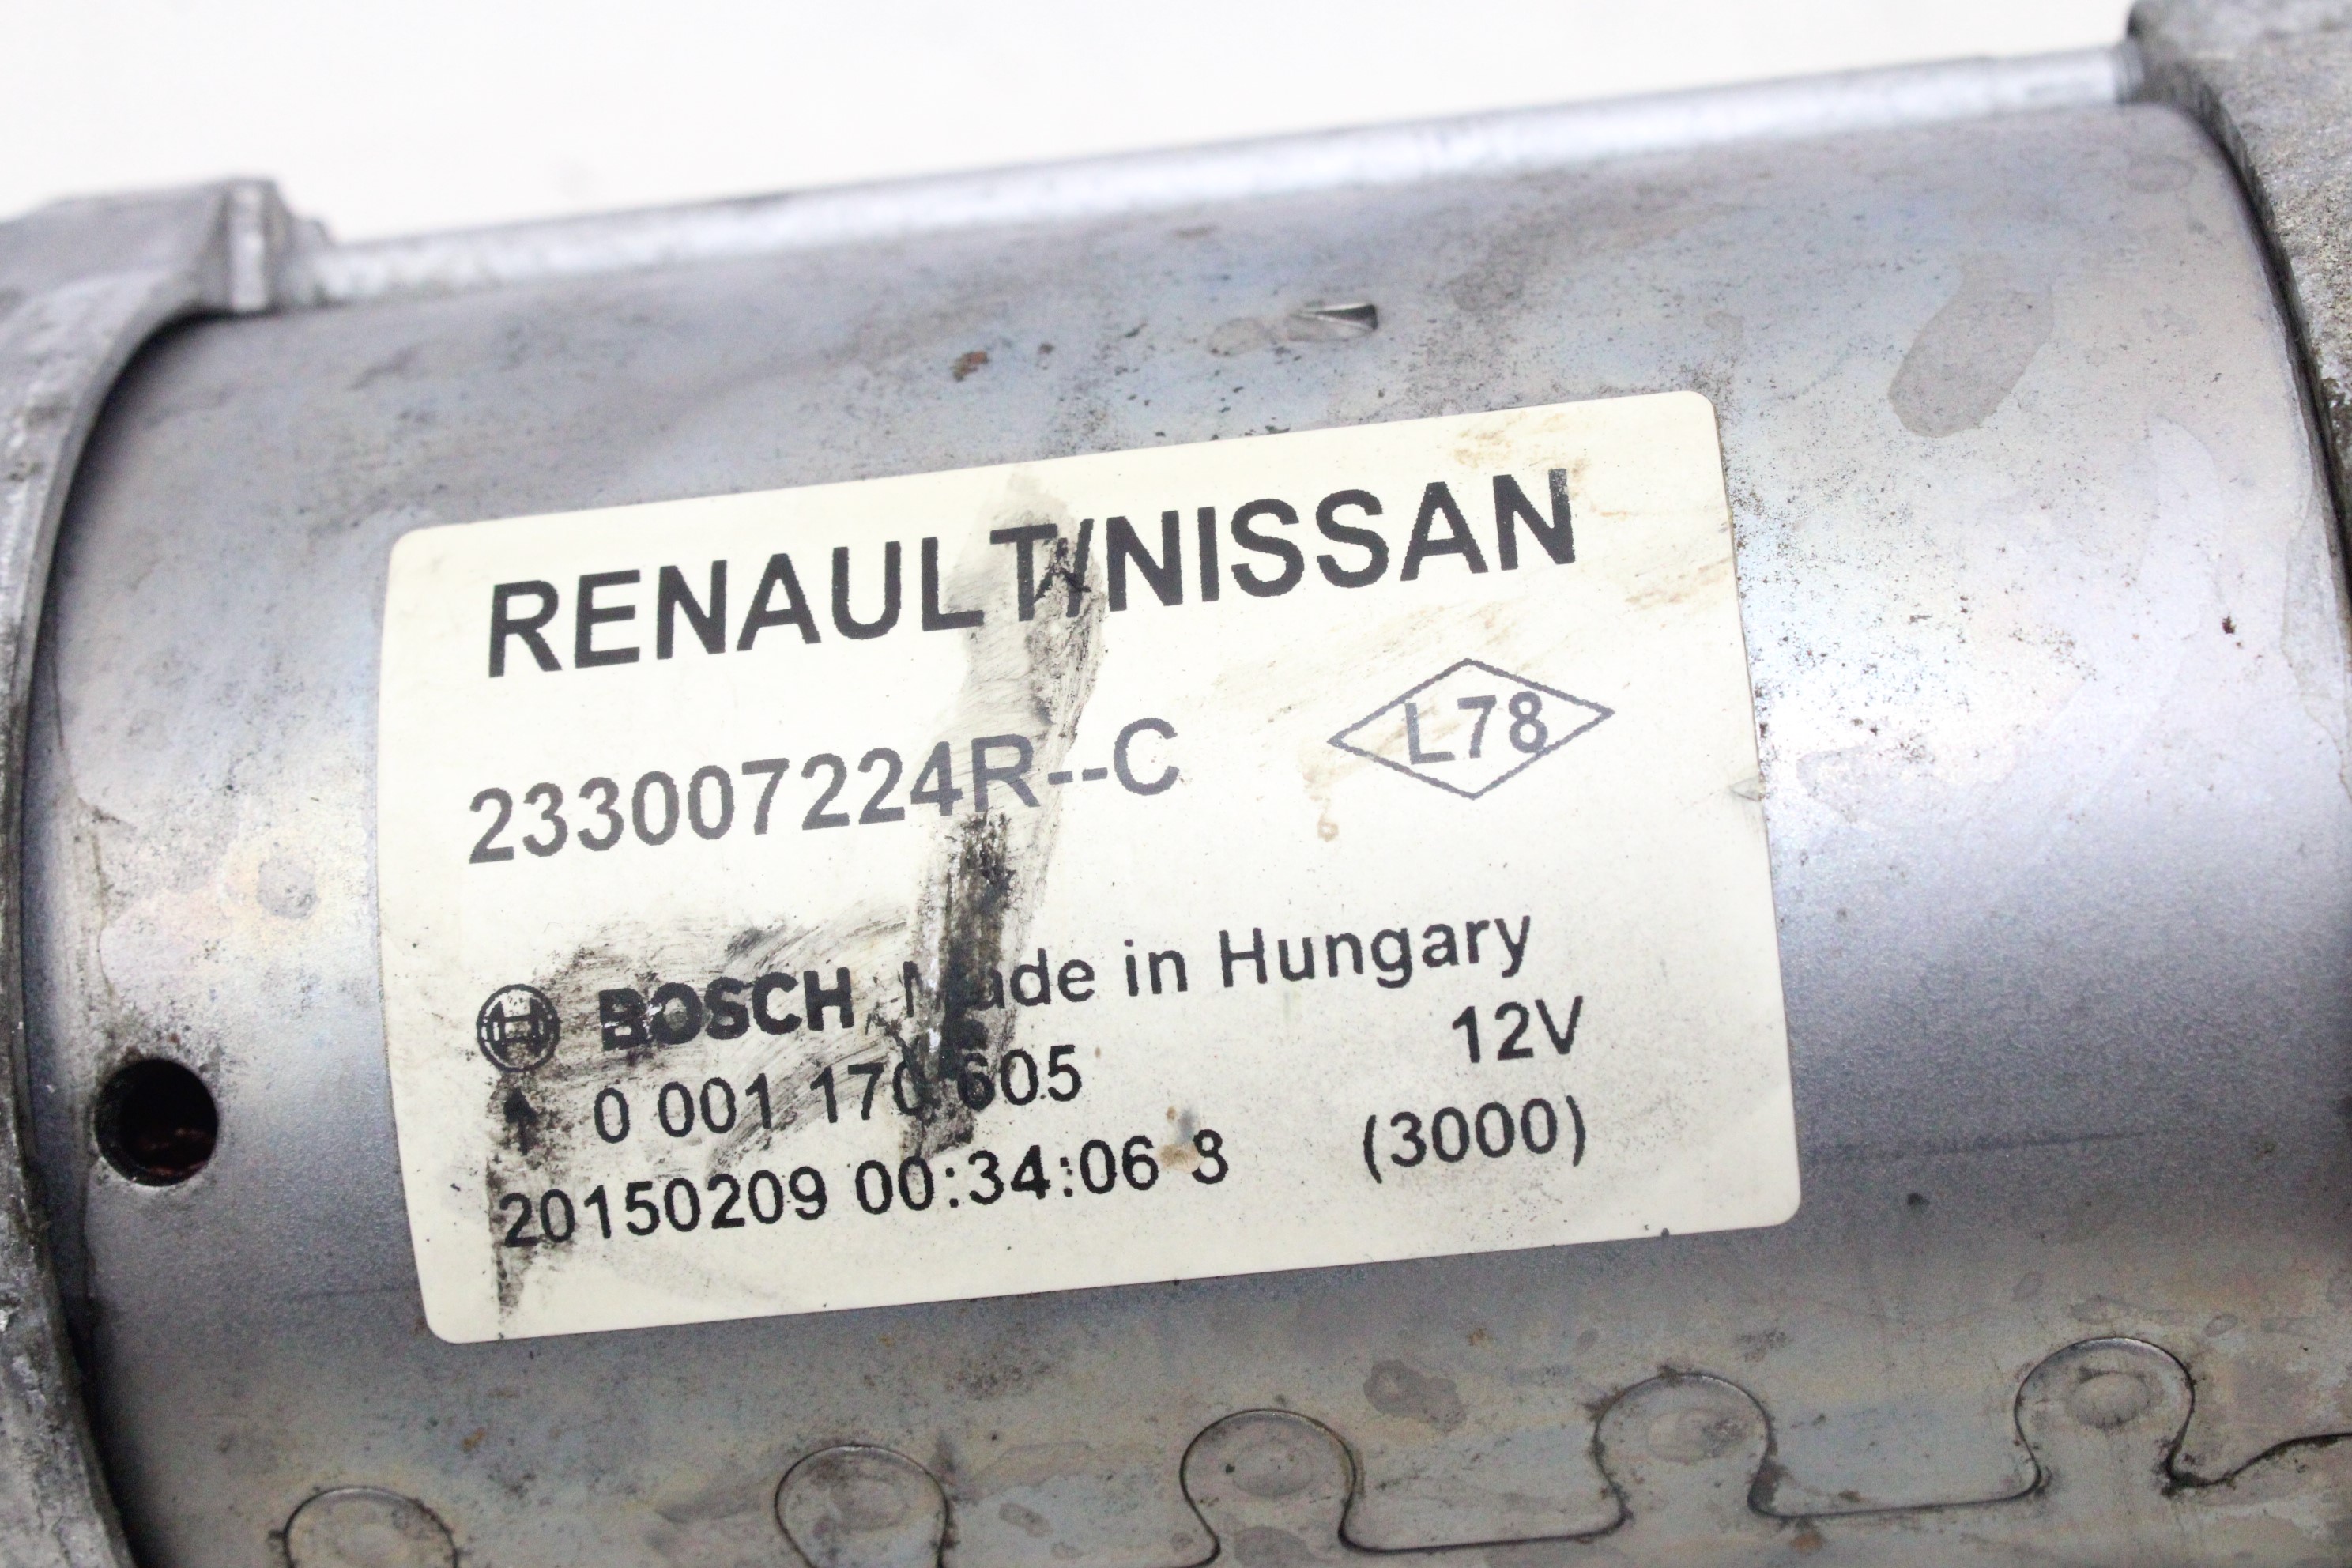 RENAULT/NISSAN
233007224R--C
L78
BOSCH Made in Hungary
0 001 170 605 12V
20150209 00:34:06 3 (3000)